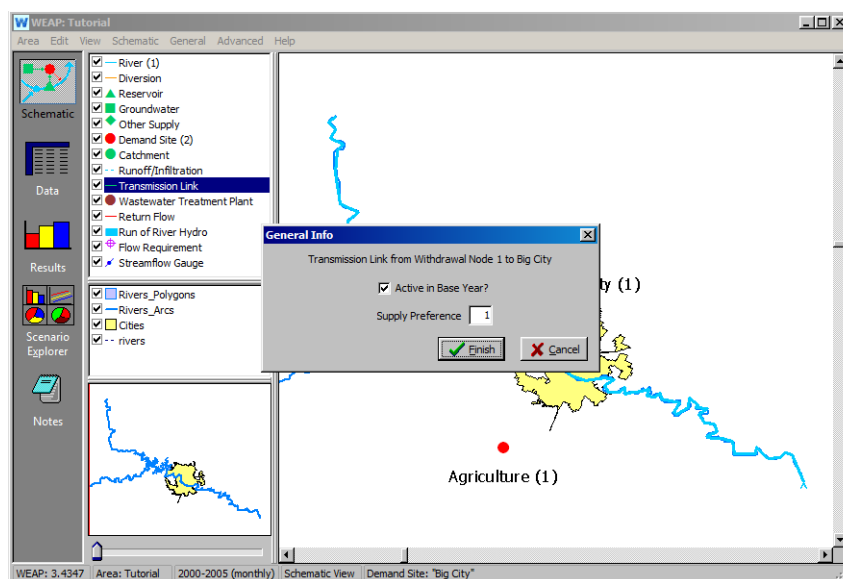 WEAP: Tutorial
Area Edit View Schematic General Advanced Help
Schematic
Data
Results
Scenario
Explorer
Notes
River (1)
Diversion
Reservoir
Groundwater
Other Supply
Demand Site (2)
Catchment
Runoff/Infiltration
Transmission Link
Wastewater Treatment Plant
Return Flow
Run of River Hydro
Flow Requirement
Streamflow Gauge
Rivers_Polygons
Rivers_Arcs
Cities
rivers
General Info
Transmission Link from Withdrawal Node 1 to Big City
Active in Base Year?
Supply Preference 1
Finish Cancel
ty (1)
Agriculture (1)
WEAP: 3.4347 Area: Tutorial 2000-2005 (monthly) Schematic View Demand Site: "Big City"